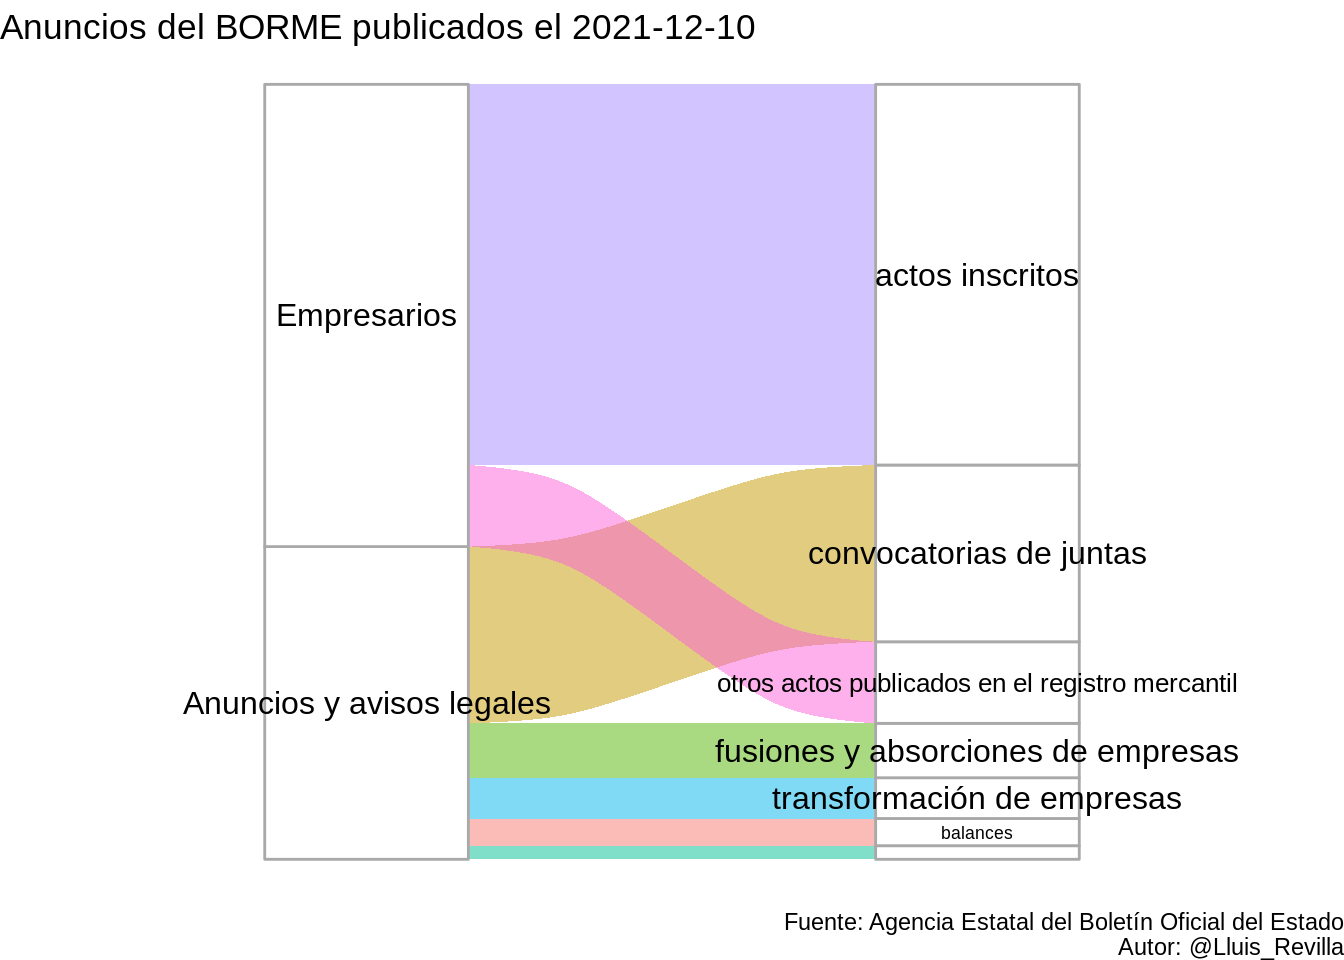 Anuncios del BORME publicados el 2021-12-10
actos inscritos
Empresarios
convocatorias de juntas
otros actos publicados en el registro mercantil
Anuncios y avisos legales
fusiones y absorciones de empresas
transformación de empresas
balances
Fuente: Agencia Estatal del Boletín Oficial del Estado
Autor: @Lluis_Revilla